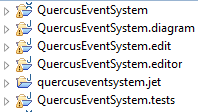 QuercusEventSystem
QuercusEventSystem.diagram
QuercusEventSystem.edit
QuercusEventSystem.editor
quercuseventsystem.jet
QuercusEventSystem.tests